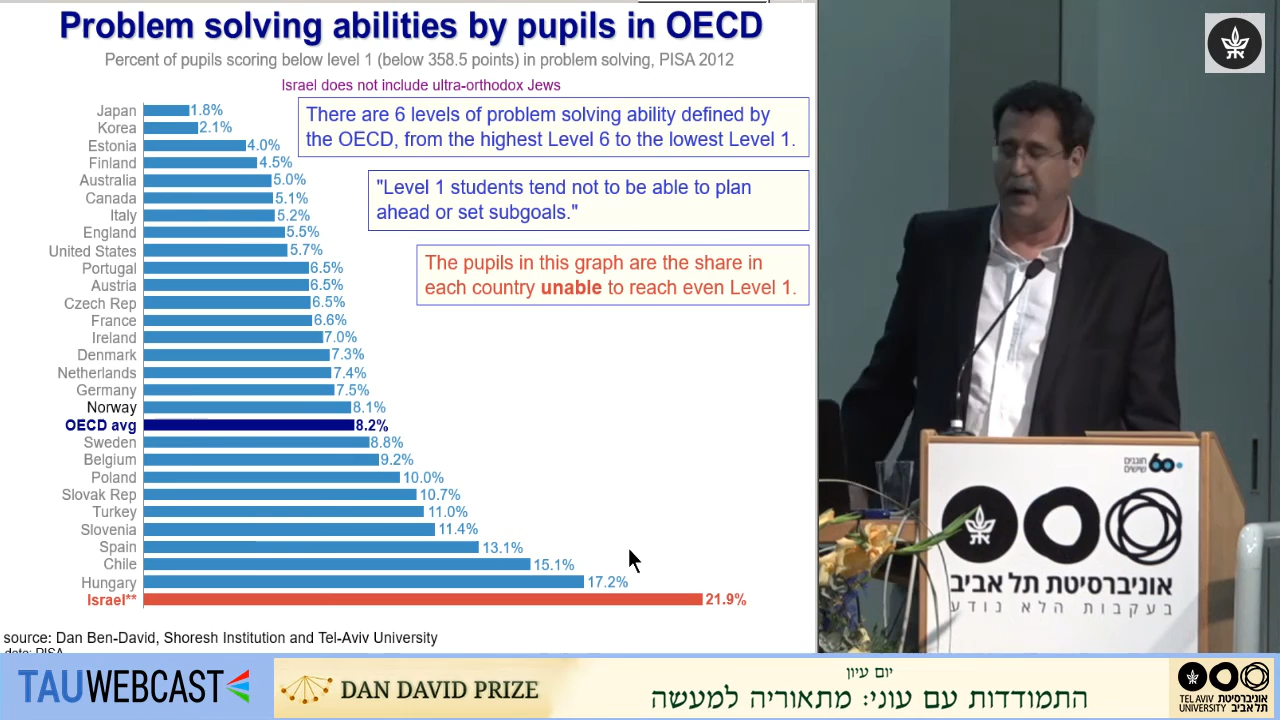 Problem solving abilities by pupils in OECD
Percent of pupils scoring below level 1 (below 358.5 points) in problem solving, PISA 2012
Israel does not include ultra-orthodox Jews
There are 6 levels of problem solving ability defined by
the OECD, from the highest Level 6 to the lowest Level 1.
"Level 1 students tend not to be able to plan
ahead or set subgoals."
The pupils in this graph are the share in
each country unable to reach even Level 1.
Japan 1.8%
Korea 2.1%
Estonia 4.0%
Finland 4.5%
Australia 5.0%
Canada 5.1%
Italy 5.2%
England 5.5%
United States 5.7%
Portugal 6.5%
Austria 6.5%
Czech Rep 6.5%
France 6.6%
Ireland 7.0%
Denmark 7.3%
Netherlands 7.4%
Germany 7.5%
Norway 8.1%
OECD avg 8.2%
Sweden 8.8%
Belgium 9.2%
Poland 10.0%
Slovak Rep 10.7%
Turkey 11.0%
Slovenia 11.4%
Spain 13.1%
Chile 15.1%
Hungary 17.2%
Israel** 21.9%
source: Dan Ben-David, Shoresh Institution and Tel-Aviv University
data: PISA
חוגגים
שישים
60
אוניברסיטת תל אביב
בעקבות הלא נודע
TAUWEBCAST
DAN DAVID PRIZE
יום עיון
התמודדות עם עוני: מתאוריה למעשה
TEL AVIV UNIVERSITY
אוניברסיטת תל אביב